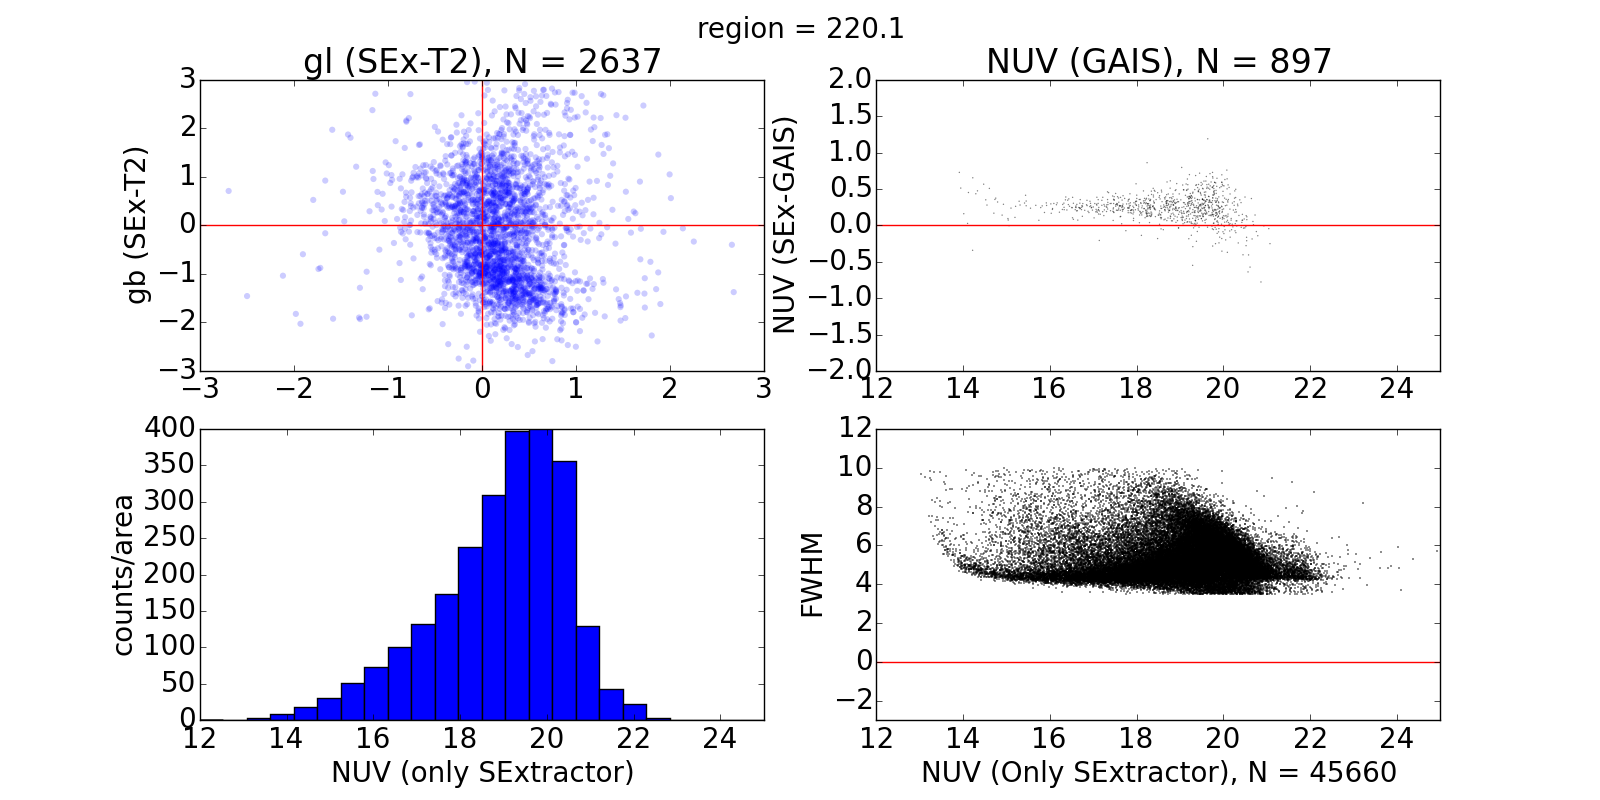 region = 220.1
gl (SEx-T2), N = 2637
NUV (GAIS), N = 897
3
2
1
0
−1
−2
−3
gb (SEx-T2)
−3 −2 −1 0 1 2 3
2.0
1.5
1.0
0.5
0.0
−0.5
−1.0
−1.5
−2.0
NUV (SEx-GAIS)
12 14 16 18 20 22 24
400
350
300
250
200
150
100
50
0
counts/area
12 14 16 18 20 22 24
NUV (only SExtractor)
12
10
8
6
4
2
0
−2
FWHM
12 14 16 18 20 22 24
NUV (Only SExtractor), N = 45660